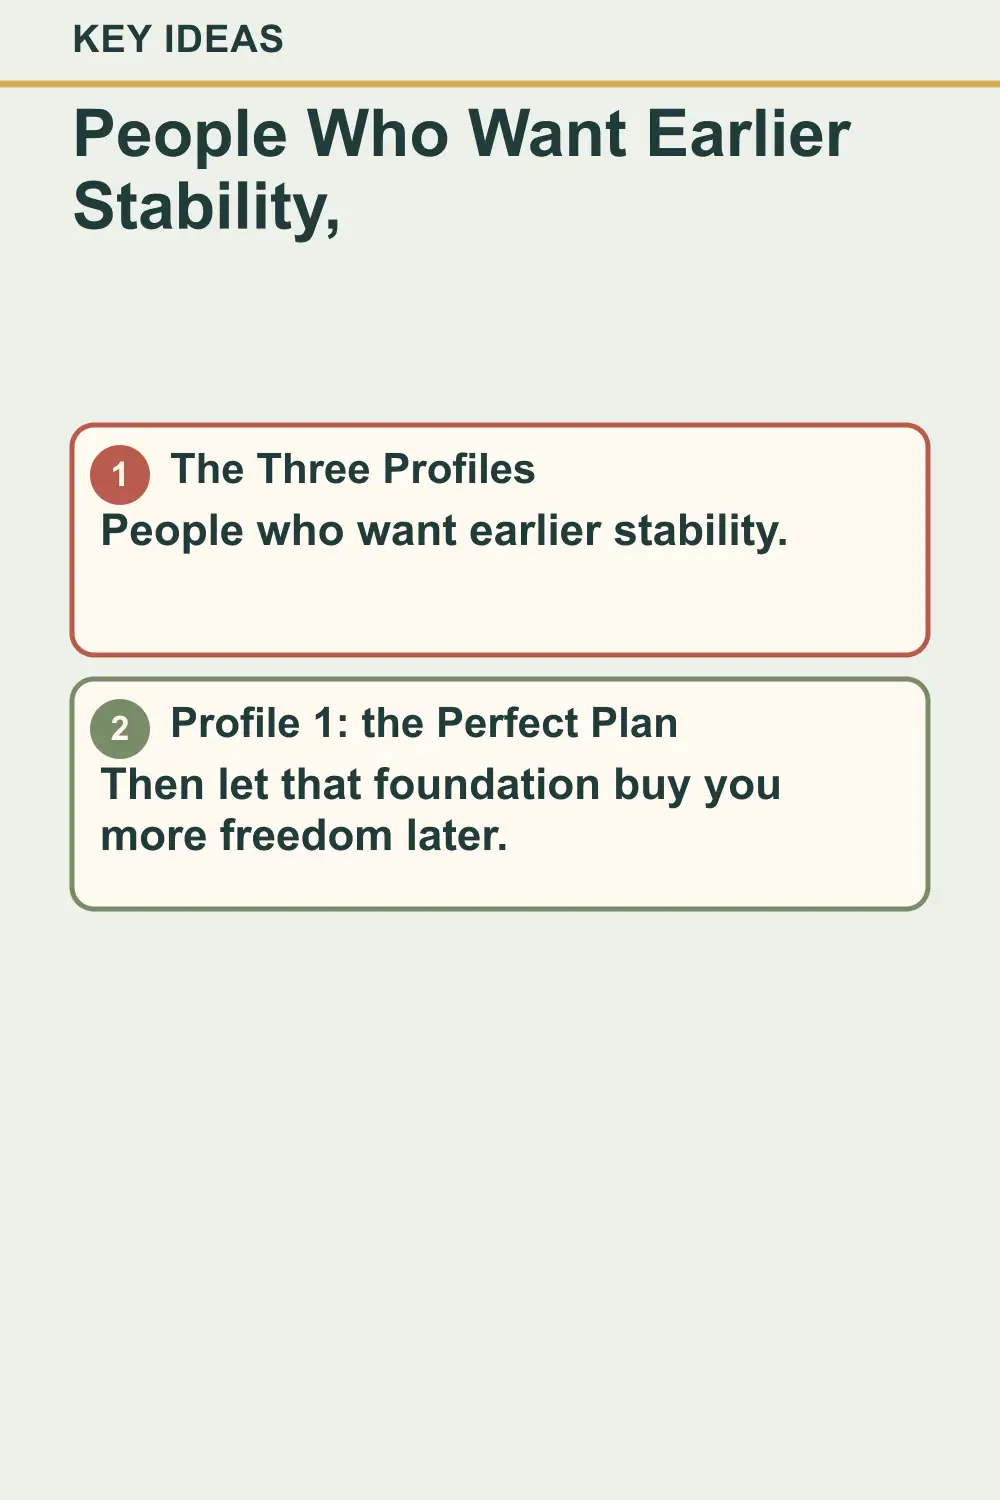 KEY IDEAS
People Who Want Earlier
Stability,
1 The Three Profiles
People who want earlier stability.
2 Profile 1: the Perfect Plan
Then let that foundation buy you
more freedom later.